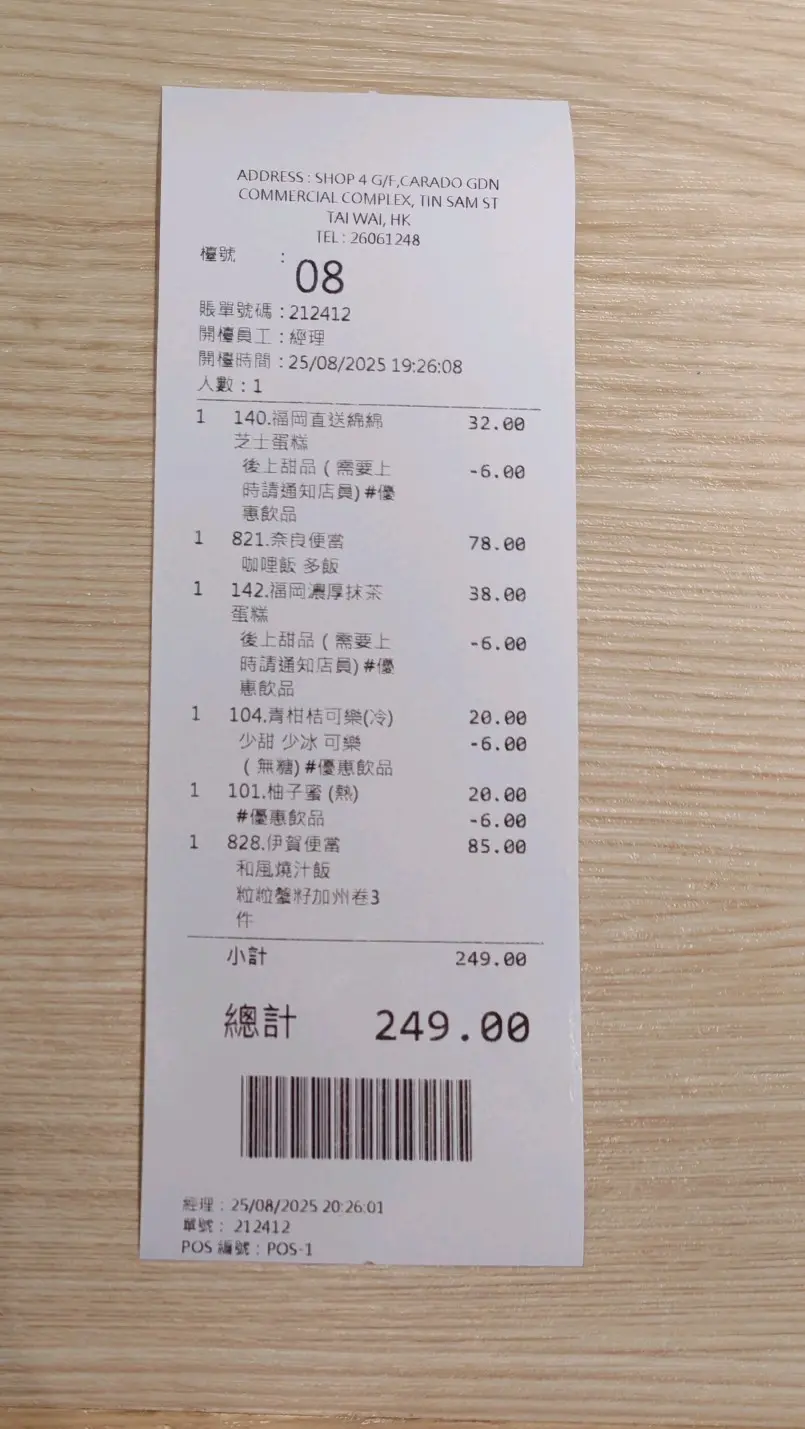 ADDRESS : SHOP 4 G/F,CARADO GDN
COMMERCIAL COMPLEX, TIN SAM ST
TAI WAI, HK
TEL : 26061248
檯號 : 08
賬單號碼 : 212412
開檯員工 : 經理
開檯時間 : 25/08/2025 19:26:08
人數 : 1
1 140.福岡直送綿綿 32.00
芝士蛋糕
後上甜品 ( 需要上 -6.00
時請通知店員) #優
惠飲品
1 821.奈良便當 78.00
咖哩飯 多飯
1 142.福岡濃厚抹茶 38.00
蛋糕
後上甜品 ( 需要上 -6.00
時請通知店員) #優
惠飲品
1 104.青柑桔可樂(冷) 20.00
少甜 少冰 可樂 -6.00
( 無糖) #優惠飲品
1 101.柚子蜜 (熱) 20.00
#優惠飲品 -6.00
1 828.伊賀便當 85.00
和風燒汁飯
粒粒蟹籽加州卷3
件
小計 249.00
總計 249.00
經理 : 25/08/2025 20:26:01
單號 : 212412
POS 編號 : POS-1